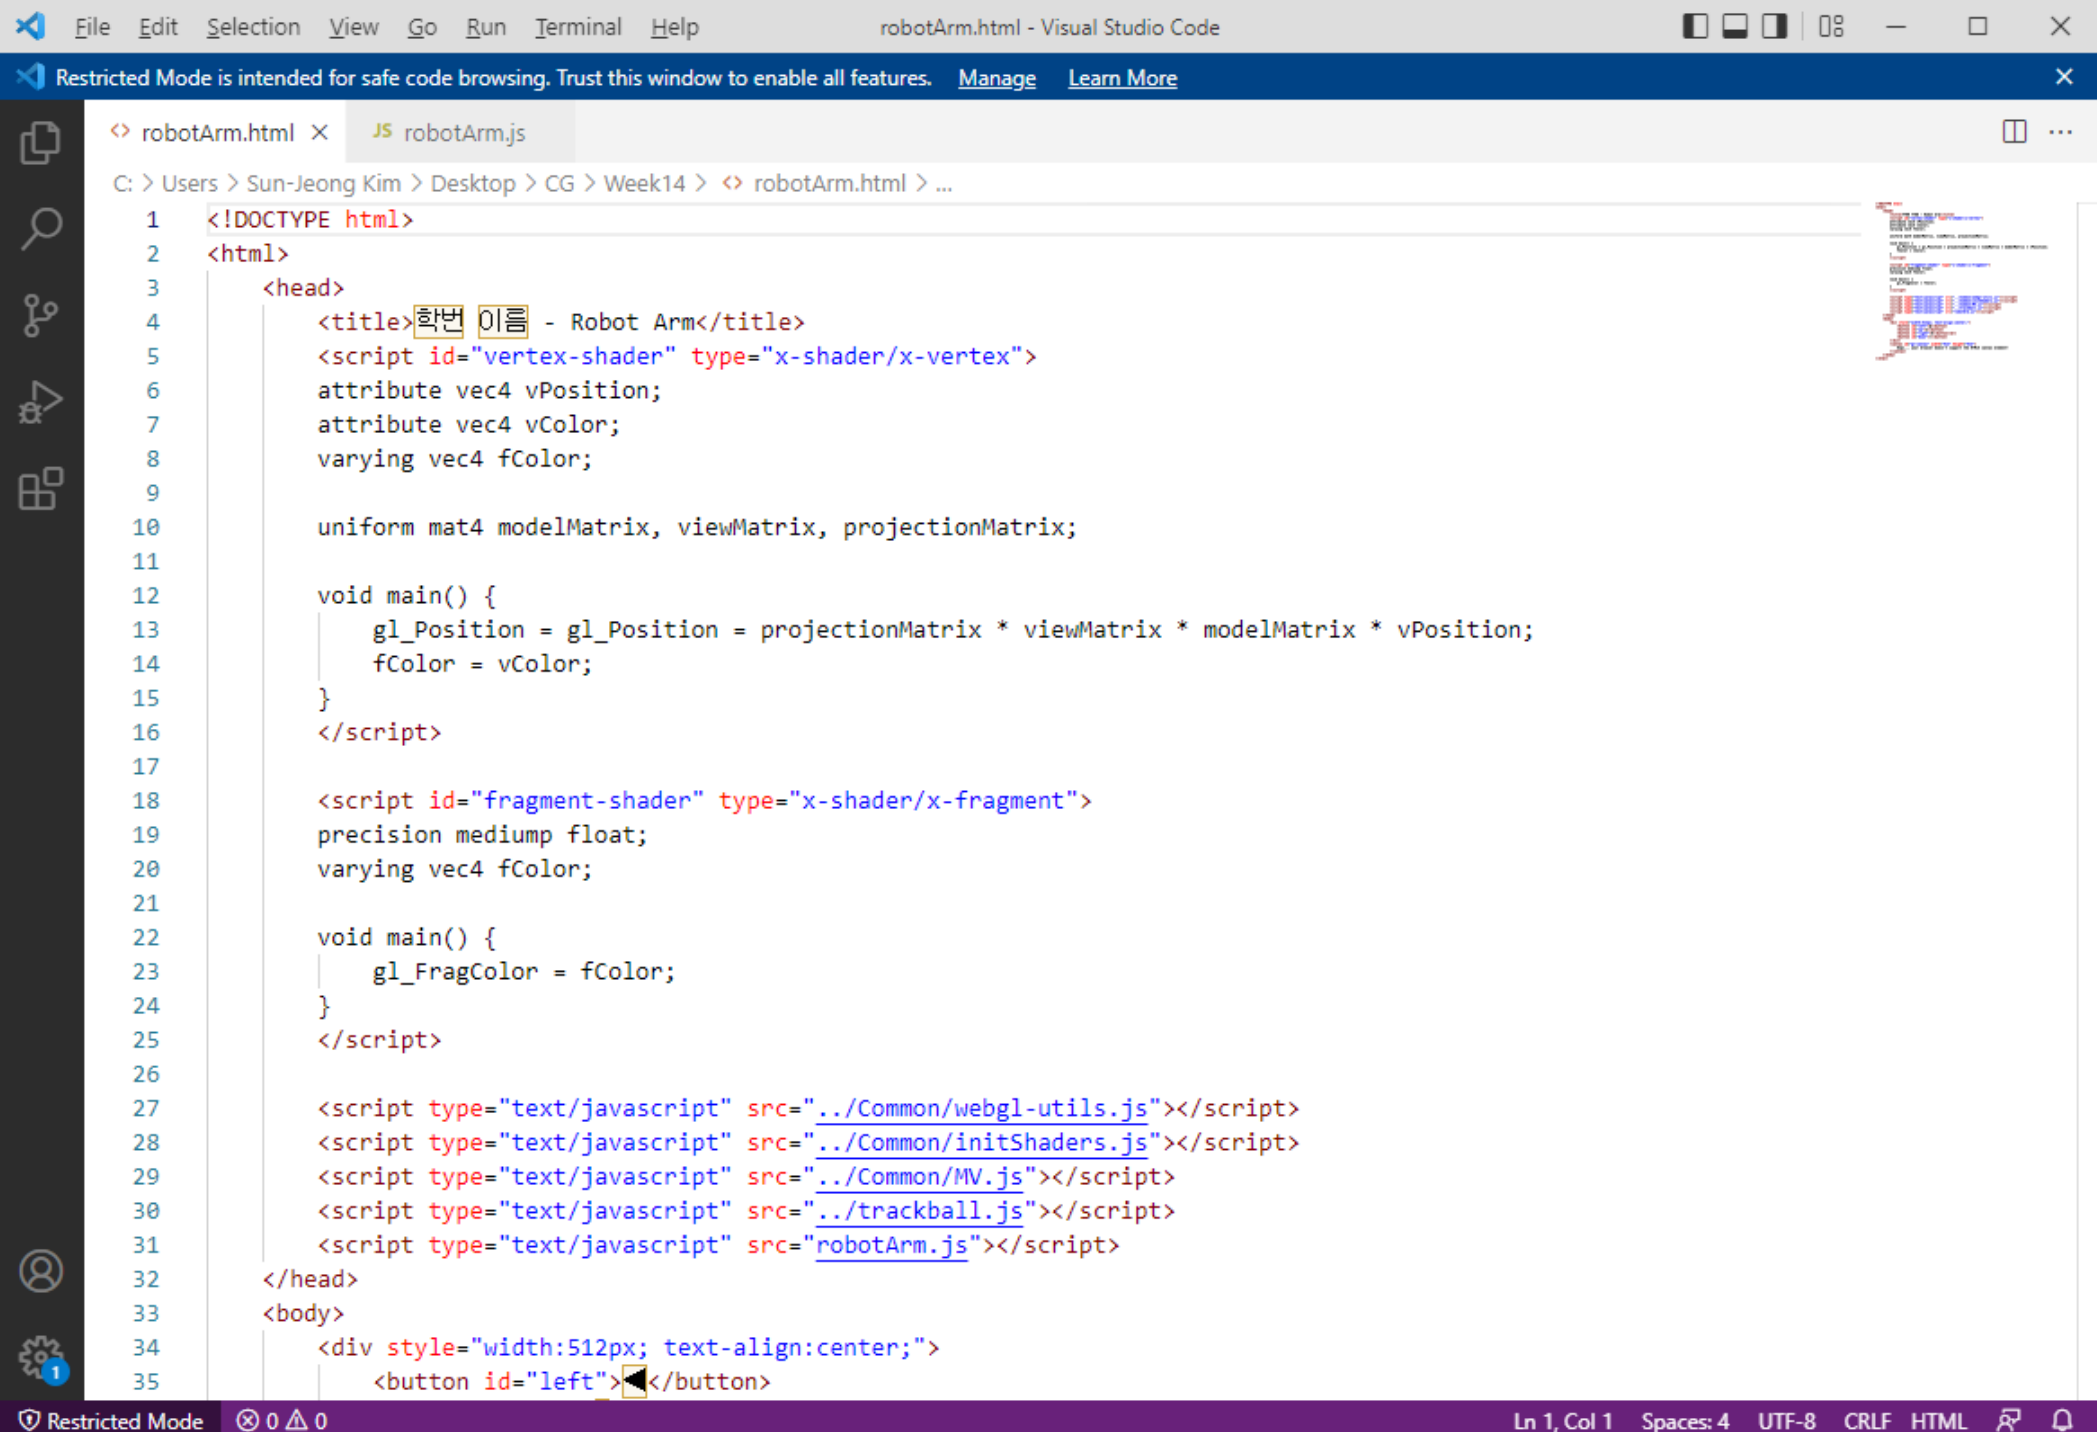 File Edit Selection View Go Run Terminal Help robotArm.html - Visual Studio Code
Restricted Mode is intended for safe code browsing. Trust this window to enable all features. Manage Learn More
robotArm.html JS robotArm.js
C: > Users > Sun-Jeong Kim > Desktop > CG > Week14 > robotArm.html > ...
1 <!DOCTYPE html>
2 <html>
3 <head>
4 <title>학번 이름 - Robot Arm</title>
5 <script id="vertex-shader" type="x-shader/x-vertex">
6 attribute vec4 vPosition;
7 attribute vec4 vColor;
8 varying vec4 fColor;
9
10 uniform mat4 modelMatrix, viewMatrix, projectionMatrix;
11
12 void main() {
13 gl_Position = gl_Position = projectionMatrix * viewMatrix * modelMatrix * vPosition;
14 fColor = vColor;
15 }
16 </script>
17
18 <script id="fragment-shader" type="x-shader/x-fragment">
19 precision mediump float;
20 varying vec4 fColor;
21
22 void main() {
23 gl_FragColor = fColor;
24 }
25 </script>
26
27 <script type="text/javascript" src="../Common/webgl-utils.js"></script>
28 <script type="text/javascript" src="../Common/initShaders.js"></script>
29 <script type="text/javascript" src="../Common/MV.js"></script>
30 <script type="text/javascript" src="../trackball.js"></script>
31 <script type="text/javascript" src="robotArm.js"></script>
32 </head>
33 <body>
34 <div style="width:512px; text-align:center;">
35 <button id="left">◀</button>
1
Restricted Mode 0 0 Ln 1, Col 1 Spaces: 4 UTF-8 CRLF HTML